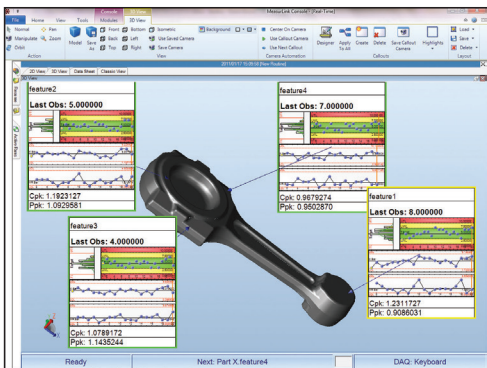 MeasurLink Console™ [Real-Time]
Console
Home View Tools Modules 3D View
Normal Pan Front Bottom Isometric Background Center On Camera Load
Manipulate Zoom Back Left Use Saved Camera Use Callout Camera Save
Orbit Model Save As Top Right Save Camera Use Next Callout Designer Apply To All Create Delete Save Callout Camera Highlights Delete
Action View Camera Automation Callouts Layout
2D View 3D View Data Sheet Classic View
3D View
feature2
Last Obs: 5.000000
Cpk: 1.1923127
Ppk: 1.0929581
feature4
Last Obs: 7.000000
Cpk: 0.9679274
Ppk: 0.9502870
feature3
Last Obs: 4.000000
Cpk: 1.0789172
Ppk: 1.1435244
feature1
Last Obs: 8.000000
Cpk: 1.2311727
Ppk: 0.9086031
Ready Next: Part X.feature4 DAQ: Keyboard